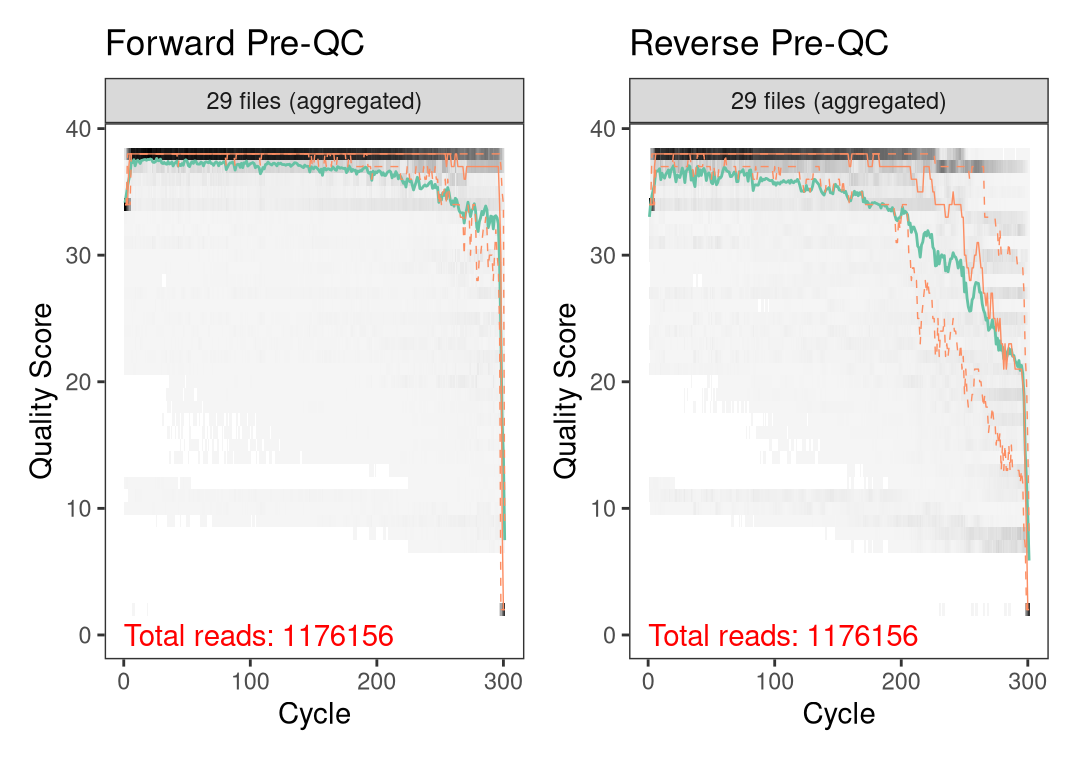 Forward Pre-QC
29 files (aggregated)
Quality Score
40
30
20
10
0
Total reads: 1176156
0 100 200 300
Cycle
Reverse Pre-QC
29 files (aggregated)
Quality Score
40
30
20
10
0
Total reads: 1176156
0 100 200 300
Cycle